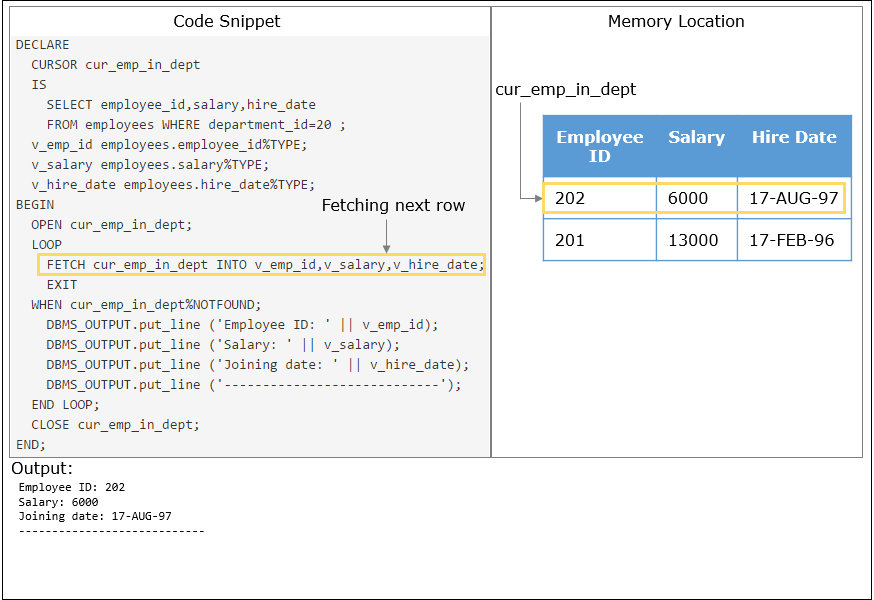 Code Snippet
DECLARE
CURSOR cur_emp_in_dept
IS
SELECT employee_id,salary,hire_date
FROM employees WHERE department_id=20 ;
v_emp_id employees.employee_id%TYPE;
v_salary employees.salary%TYPE;
v_hire_date employees.hire_date%TYPE;
BEGIN
Fetching next row
OPEN cur_emp_in_dept;
LOOP
FETCH cur_emp_in_dept INTO v_emp_id,v_salary,v_hire_date;
EXIT
WHEN cur_emp_in_dept%NOTFOUND;
DBMS_OUTPUT.put_line ('Employee ID: ' || v_emp_id);
DBMS_OUTPUT.put_line ('Salary: ' || v_salary);
DBMS_OUTPUT.put_line ('Joining date: ' || v_hire_date);
DBMS_OUTPUT.put_line ('----------------------------');
END LOOP;
CLOSE cur_emp_in_dept;
END;
Memory Location
cur_emp_in_dept
Employee ID Salary Hire Date
202 6000 17-AUG-97
201 13000 17-FEB-96
Output:
Employee ID: 202
Salary: 6000
Joining date: 17-AUG-97
----------------------------